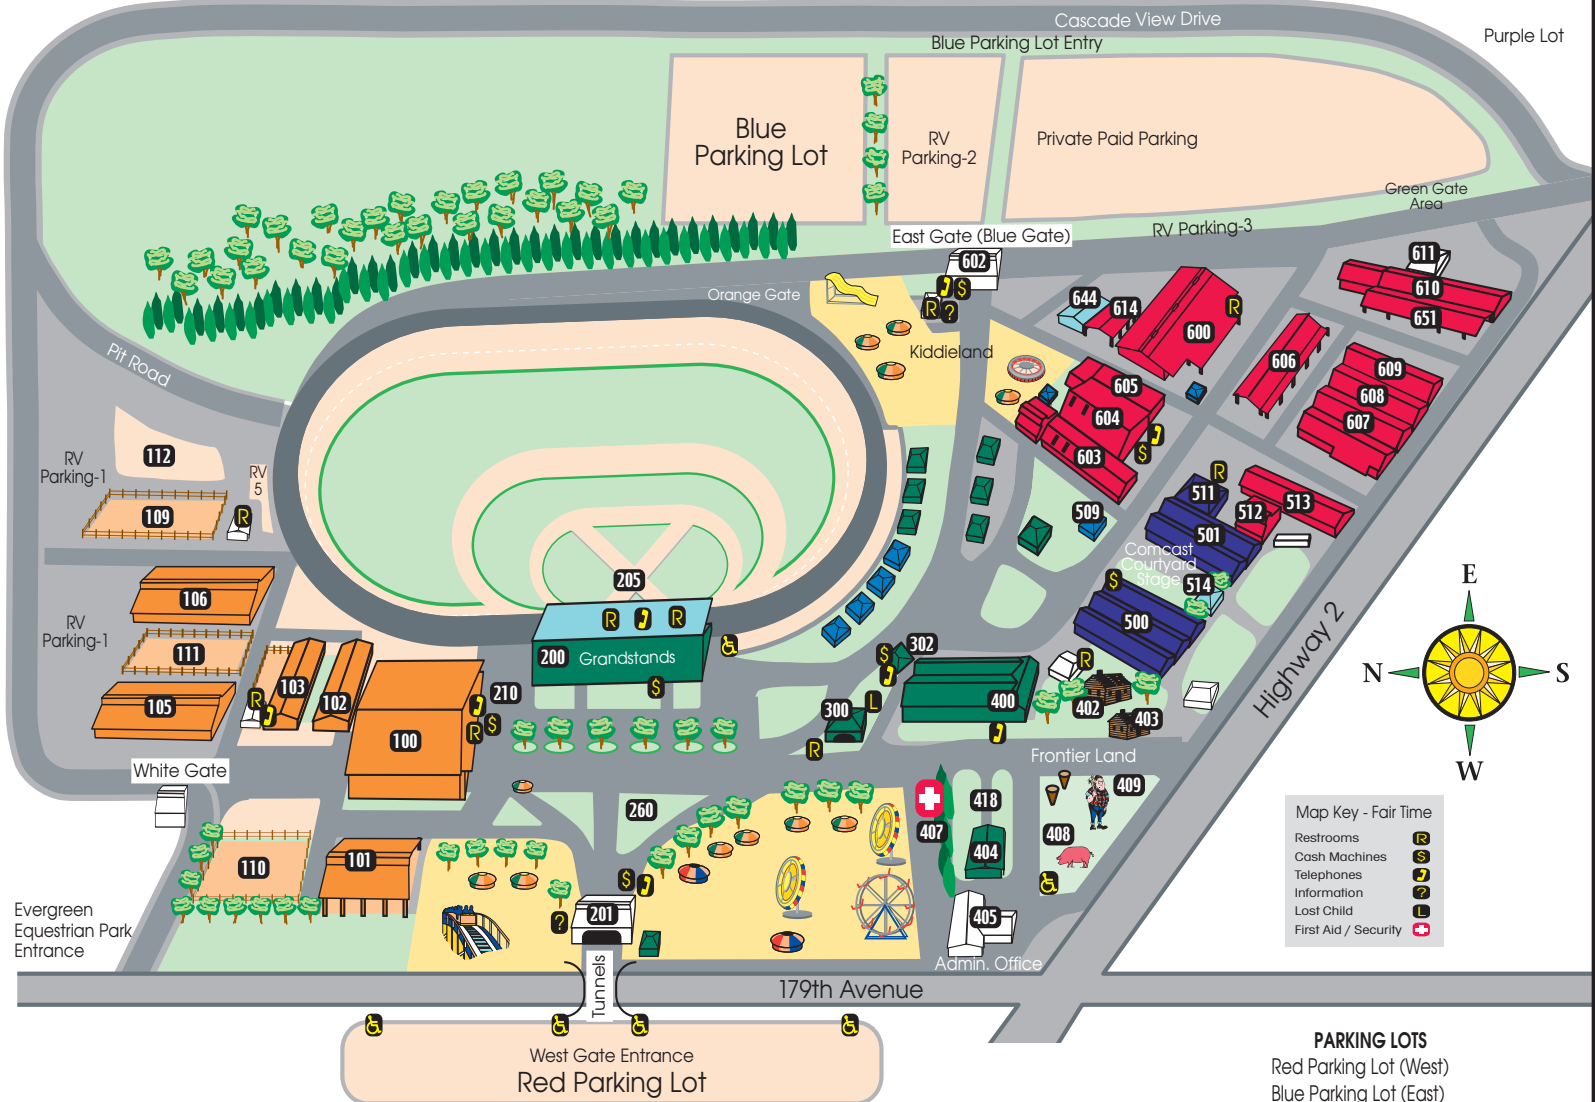 Cascade View Drive
Purple Lot
Blue Parking Lot Entry
Blue
Parking Lot
RV
Parking-2
Private Paid Parking
Green Gate
Area
RV Parking-3
East Gate (Blue Gate)
602
R
?
$
Orange Gate
Kiddieland
644
614
600
R
611
610
651
606
609
608
607
605
604
603
$
Pit Road
RV
Parking-1
112
RV
5
109
R
511
R
512
513
501
509
Comcast
Courtyard
Stage
514
$
500
106
RV
Parking-1
111
105
103
102
R
100
210
R
$
205
R
R
200
Grandstands
$
302
$
300
L
R
400
R
402
403
Frontier Land
Highway 2
E
N
S
W
White Gate
110
101
260
$
?
201
407
418
404
408
409
405
Admin. Office
Evergreen
Equestrian Park
Entrance
Tunnels
179th Avenue
West Gate Entrance
Red Parking Lot
Map Key - Fair Time
Restrooms R
Cash Machines $
Telephones
Information ?
Lost Child L
First Aid / Security
PARKING LOTS
Red Parking Lot (West)
Blue Parking Lot (East)